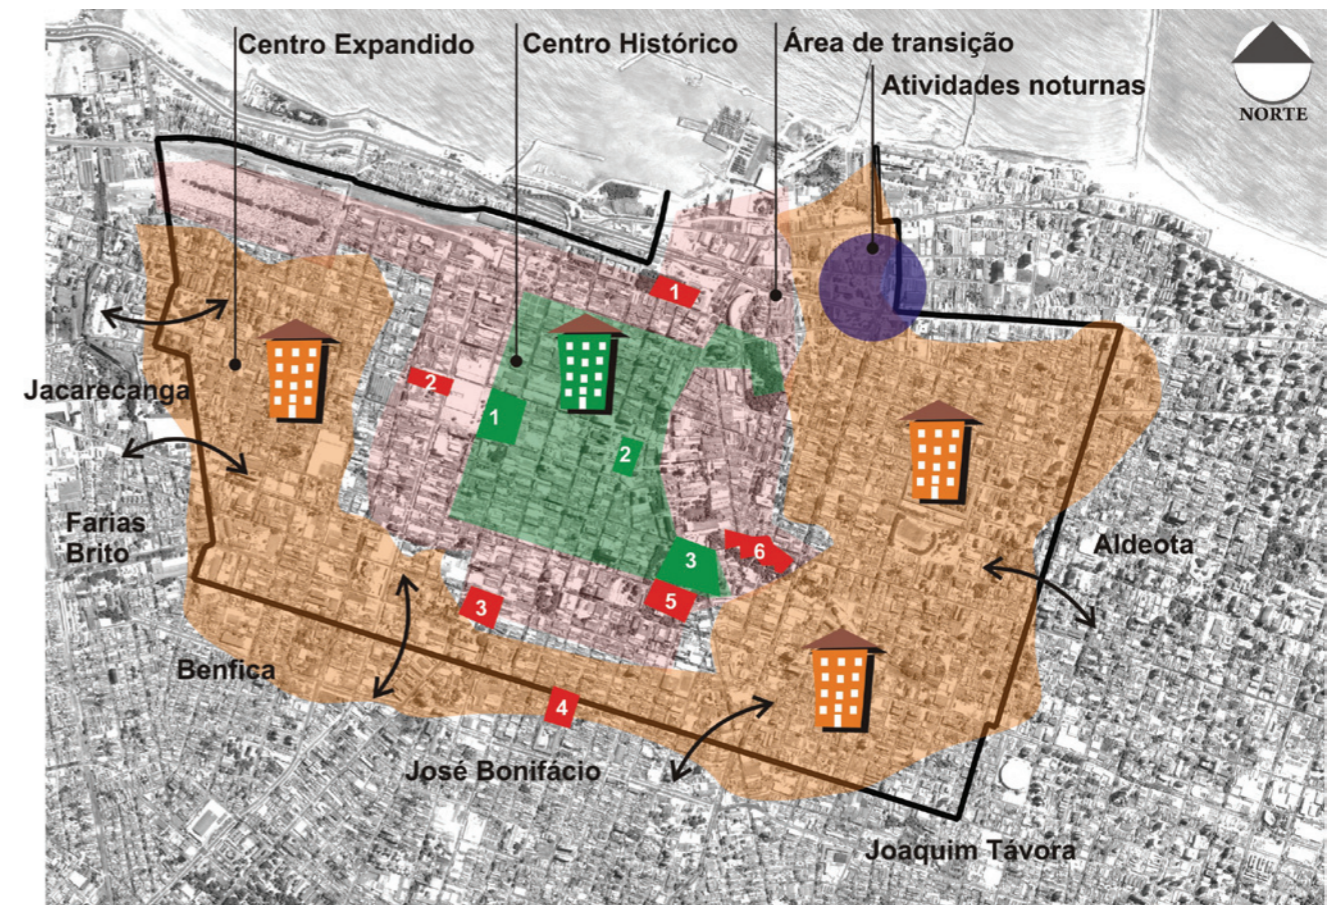 Centro Expandido
Centro Histórico
Área de transição
Atividades noturnas
NORTE
1
2
1
2
Jacarecanga
Farias
Brito
3
6
5
3
Aldeota
Benfica
4
José Bonifácio
Joaquim Távora